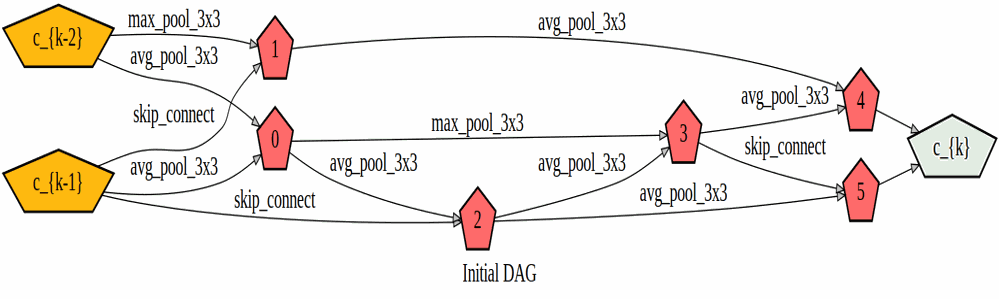 c_{k-2}
max_pool_3x3
avg_pool_3x3
1
avg_pool_3x3
skip_connect
0
max_pool_3x3
avg_pool_3x3
4
3
c_{k}
c_{k-1}
avg_pool_3x3
avg_pool_3x3
avg_pool_3x3
skip_connect
skip_connect
avg_pool_3x3
5
2
Initial DAG